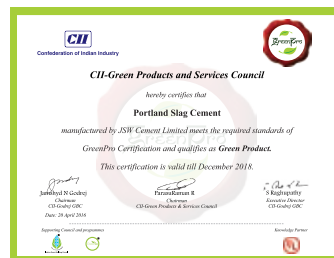 CII
Confederation of Indian Industry
GreenPro
CII-Green Products and Services Council
hereby certifies that
Portland Slag Cement
manufactured by JSW Cement Limited meets the required standards of
GreenPro Certification and qualifies as Green Product.
This certification is valid till December 2018.
Jamshyd N Godrej
Chairman
CII-Godrej GBC
Date: 20 April 2016
ParasuRaman R
Chairman
CII-Green Products & Services Council
S Raghupathy
Executive Director
CII-Godrej GBC
Supporting Council and programmes
Knowledge Partner